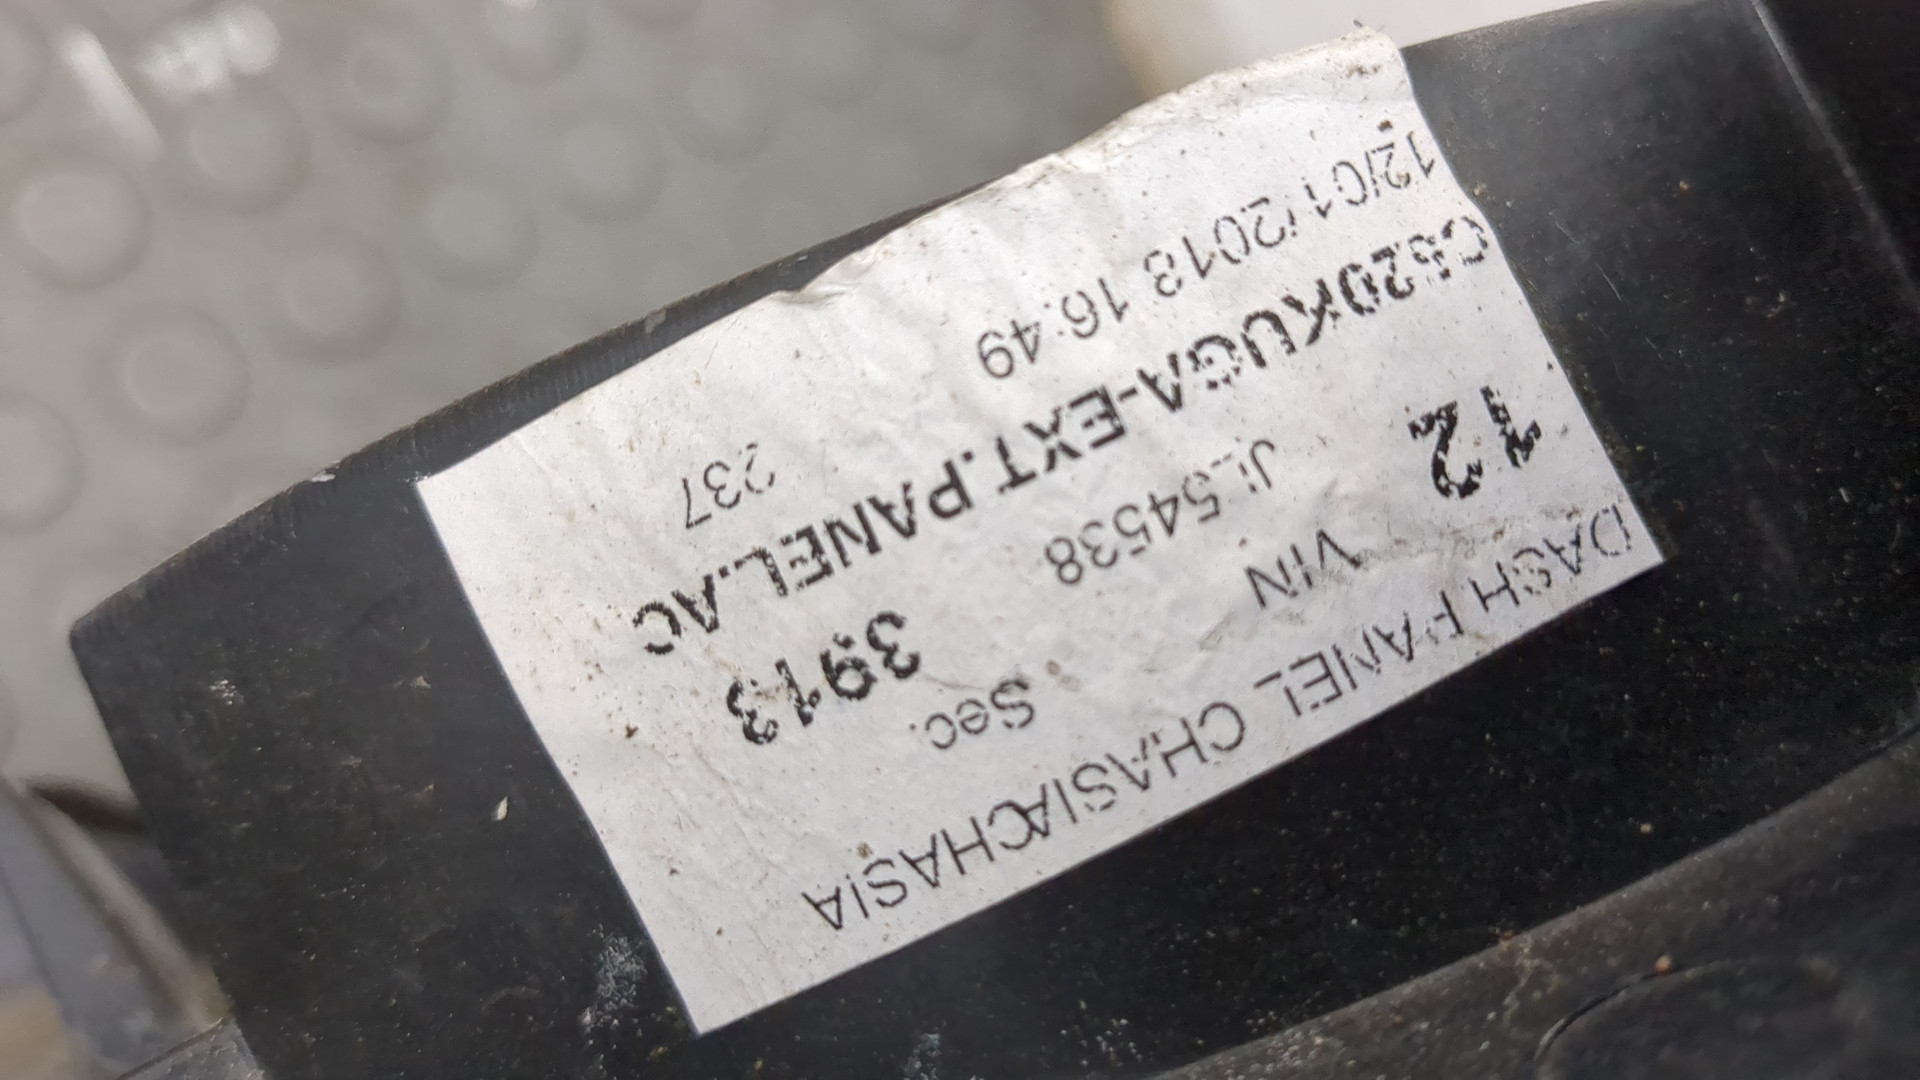 DASH PANEL CHASIACHASIA
VIN Sec.
12 JL54538 3913
C520KUGA-EXT.PANEL.AC
12/01/2013 16:49 237